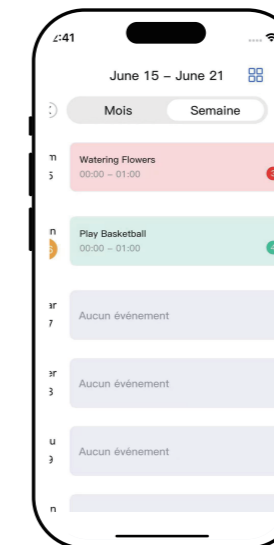 :41
June 15 – June 21
Mois Semaine
Watering Flowers
00:00 – 01:00
Play Basketball
00:00 – 01:00
Aucun événement
Aucun événement
Aucun événement